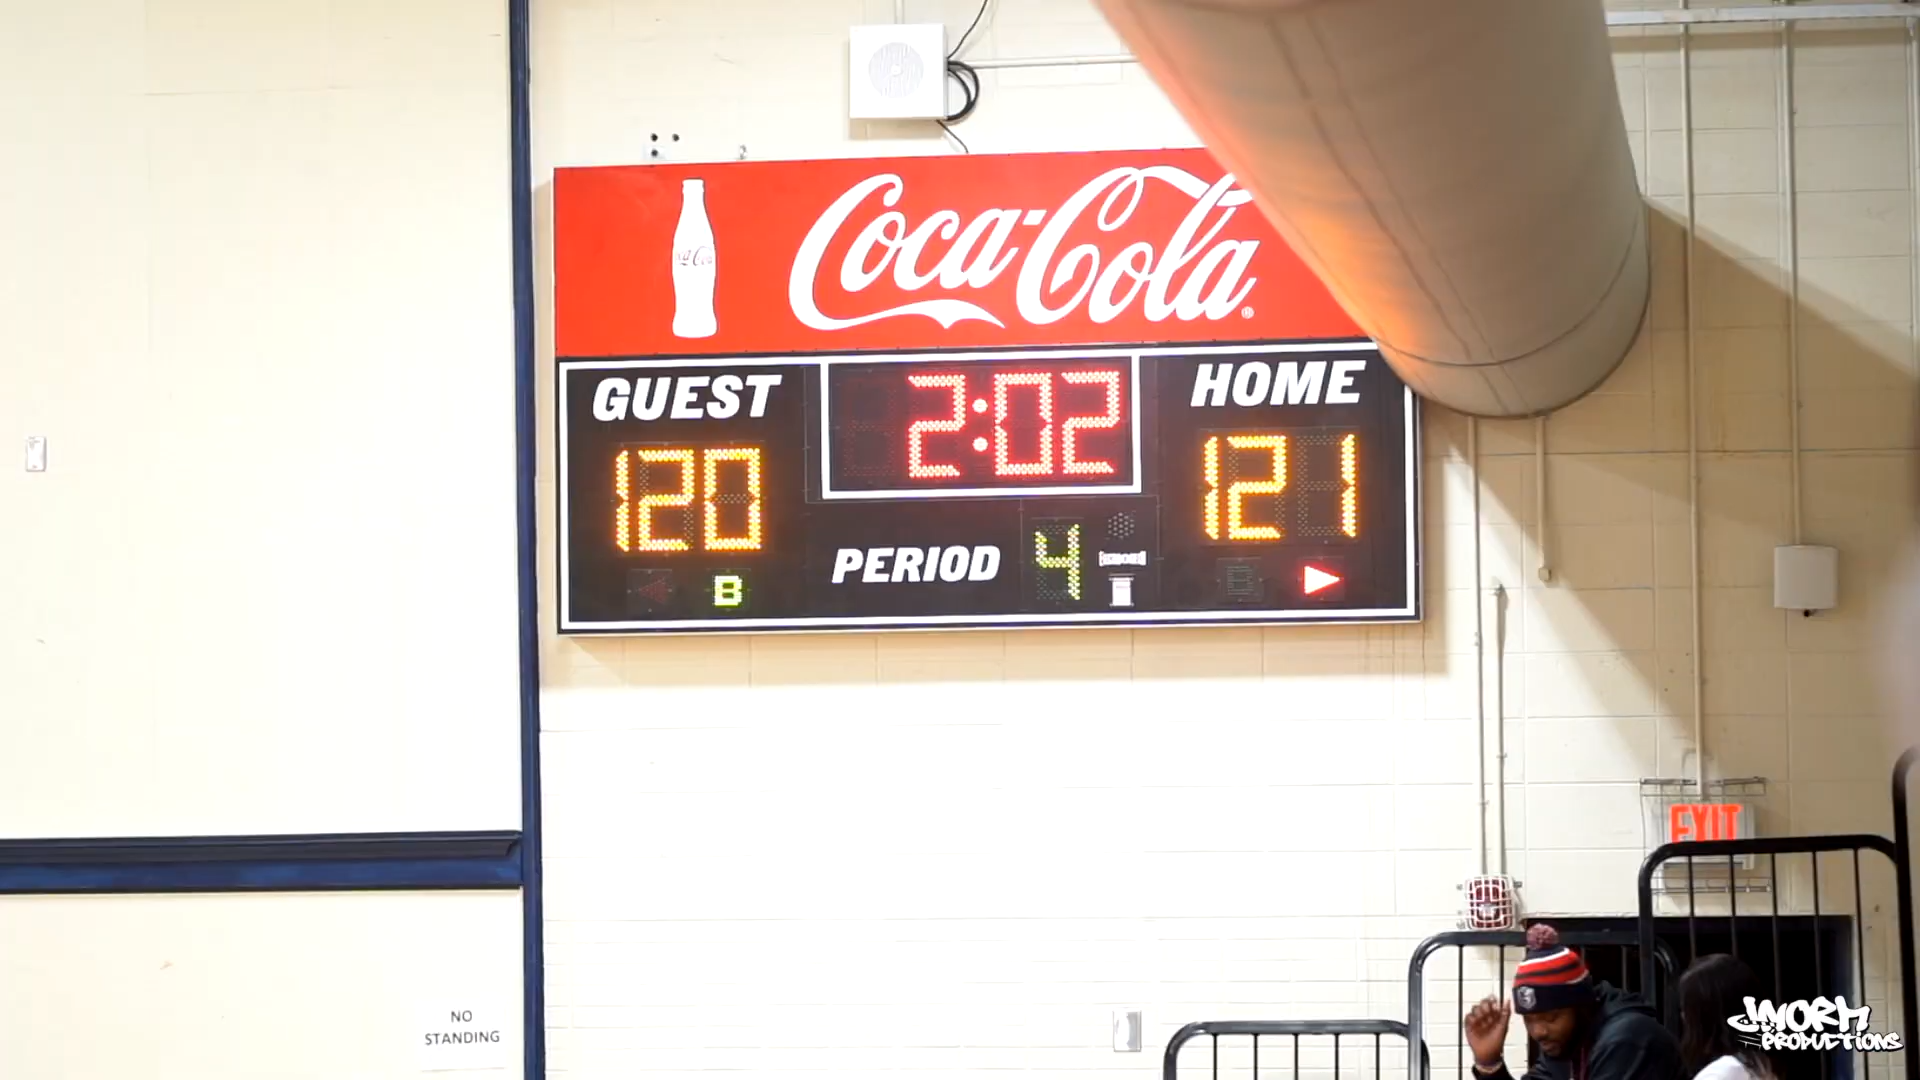 Coca-Cola
®
GUEST
2:02
HOME
120
121
PERIOD
4
B
EXIT
NO
STANDING
JWORM
PRODUCTIONS